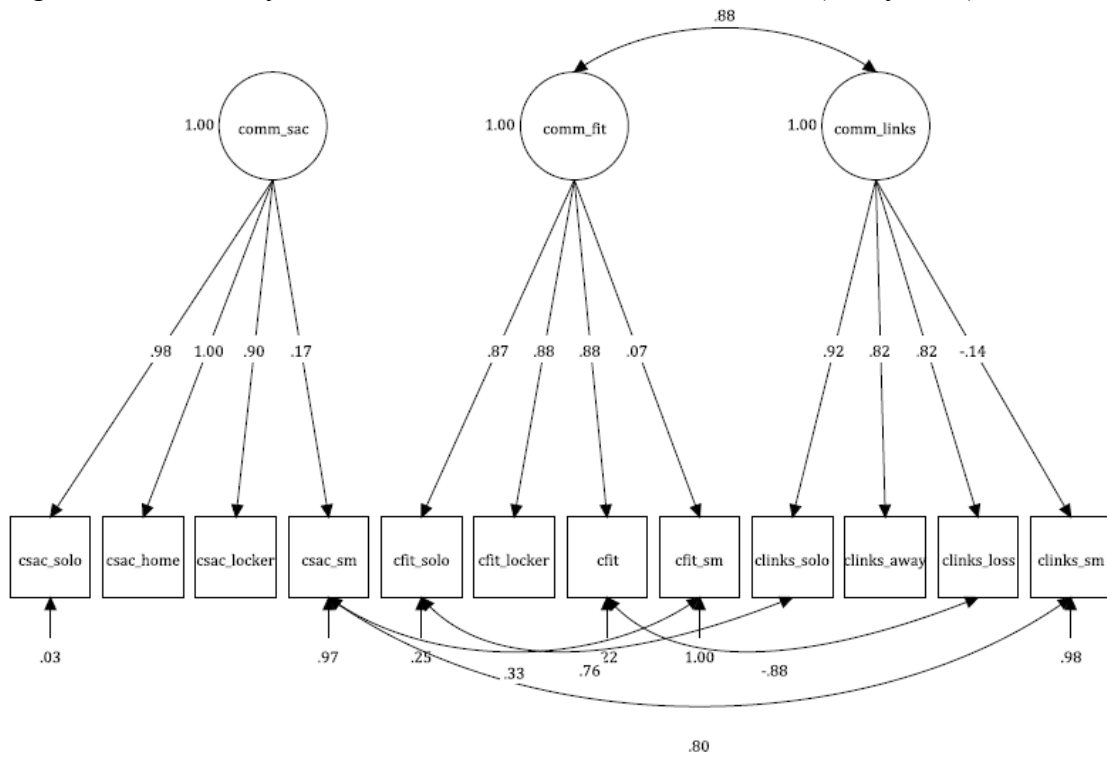 .88
1.00 comm_sac 1.00 comm_fit 1.00 comm_links
.98 1.00 .90 .17 .87 .88 .88 .07 .92 .82 .82 -.14
csac_solo csac_home csac_locker csac_sm cfit_solo cfit_locker cfit cfit_sm clinks_solo clinks_away clinks_loss clinks_sm
.03 .97 .25 1.00 .98
.33 .76 -.88
.80